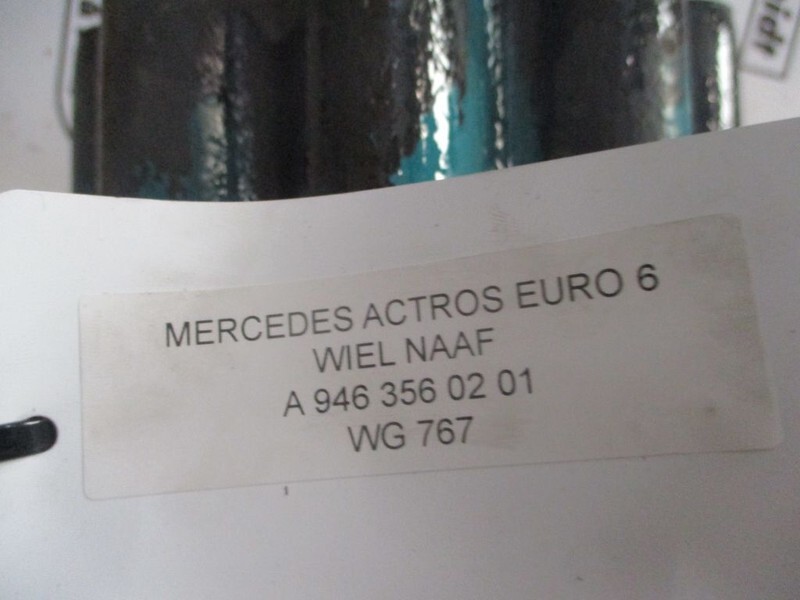 MERCEDES ACTROS EURO 6
WIEL NAAF
A 946 356 02 01
WG 767